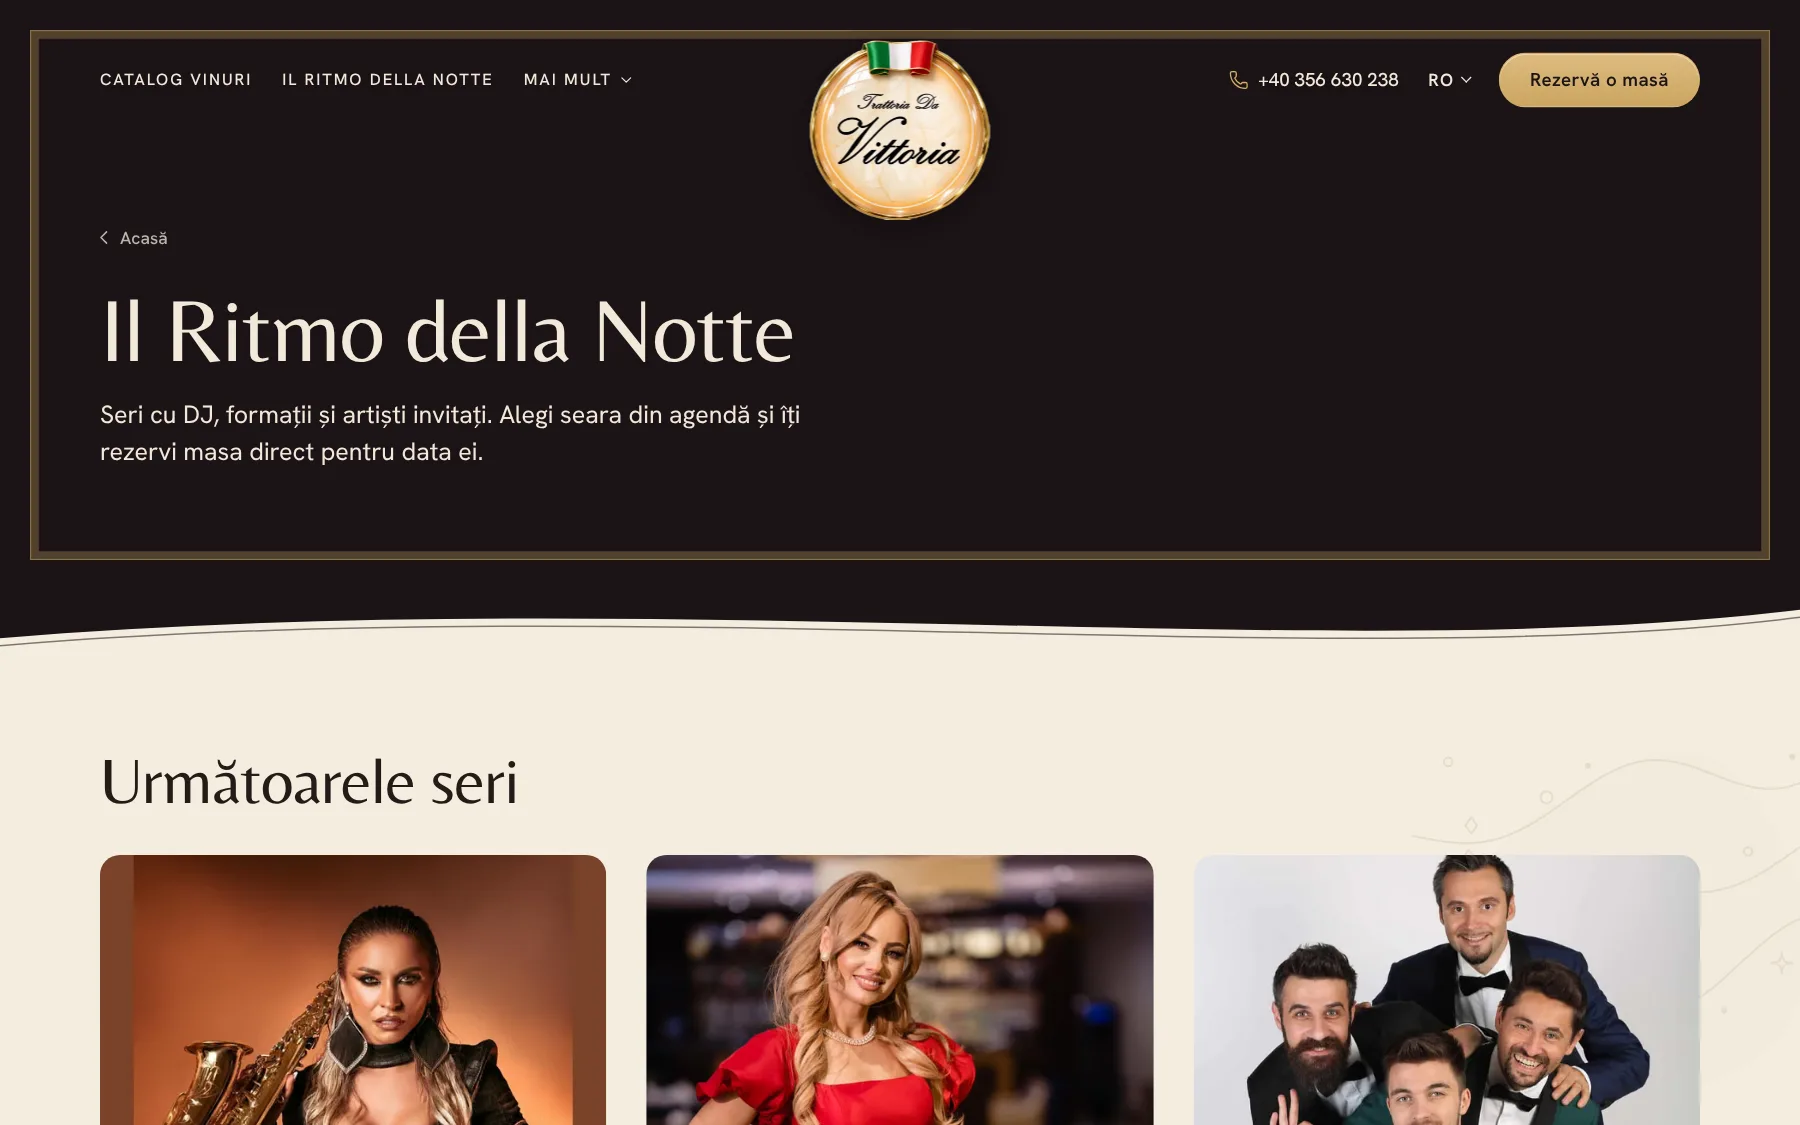 CATALOG VINURI
IL RITMO DELLA NOTTE
MAI MULT
Trattoria Da
Vittoria
+40 356 630 238
RO
Rezervă o masă
Acasă
Il Ritmo della Notte
Seri cu DJ, formații și artiști invitați. Alegi seara din agendă și îți
rezervi masa direct pentru data ei.
Următoarele seri